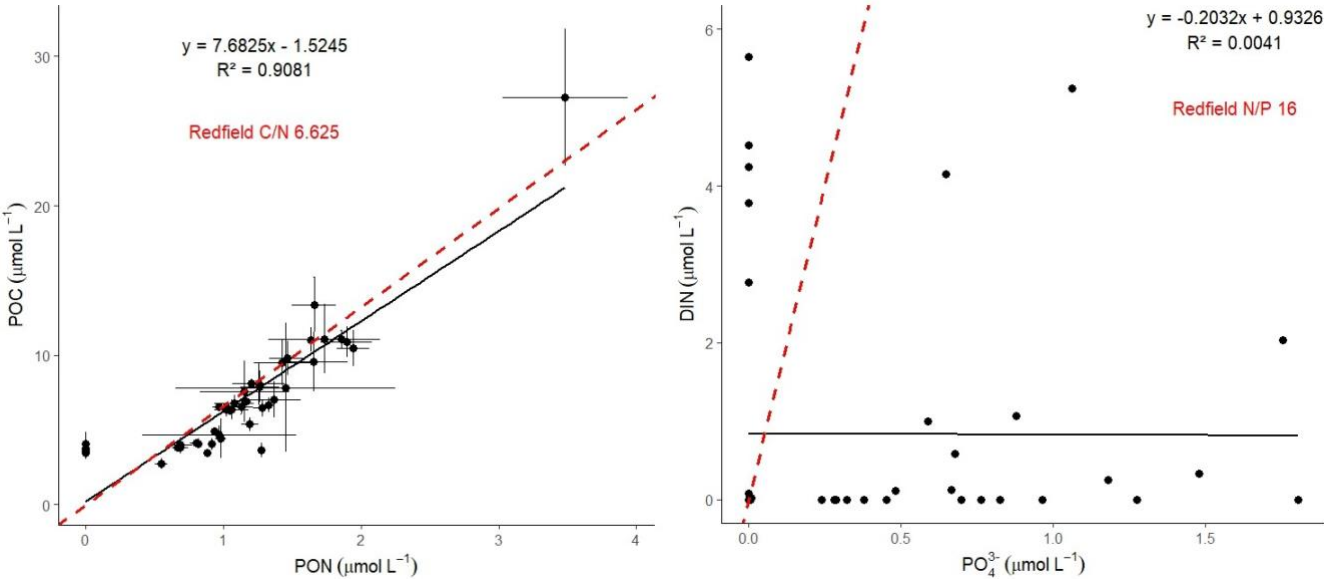 y = 7.6825x - 1.5245
R² = 0.9081
Redfield C/N 6.625
POC (μmol L⁻¹)
30
20
10
0
0 1 2 3 4
PON (μmol L⁻¹)
y = -0.2032x + 0.9326
R² = 0.0041
Redfield N/P 16
DIN (μmol L⁻¹)
6
4
2
0
0.0 0.5 1.0 1.5
PO₄³⁻ (μmol L⁻¹)